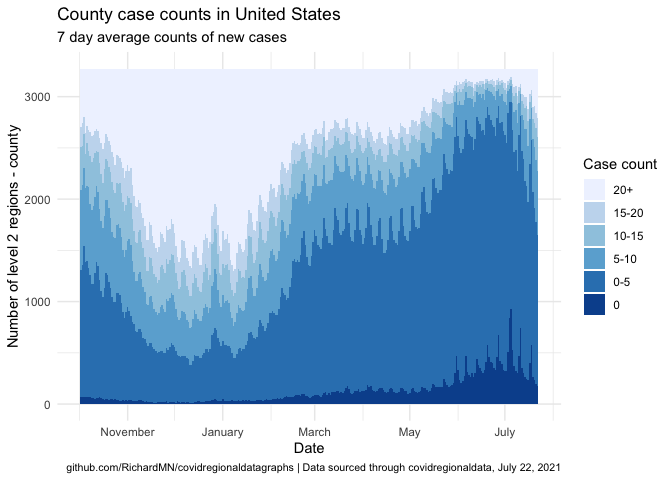 County case counts in United States
7 day average counts of new cases
Number of level 2 regions - county
3000
2000
1000
0
November
January
March
May
July
Date
Case count
20+
15-20
10-15
5-10
0-5
0
github.com/RichardMN/covidregionaldatagraphs | Data sourced through covidregionaldata, July 22, 2021